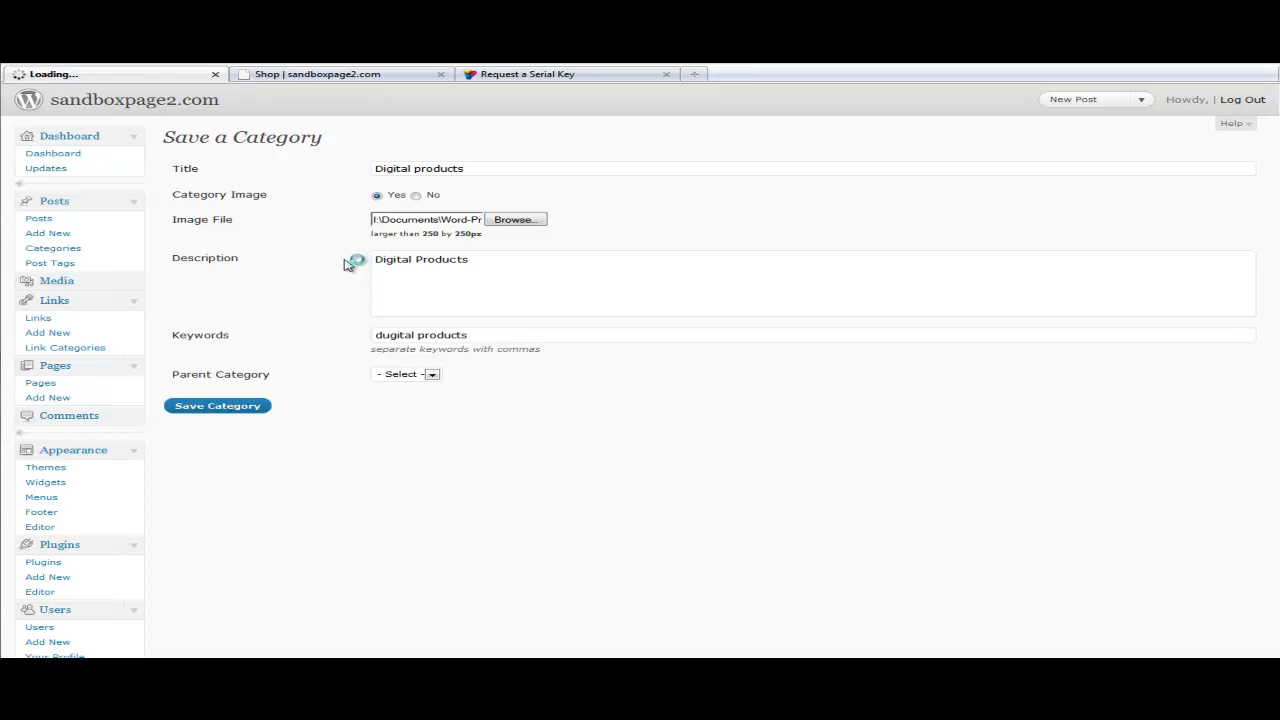 Loading...
Shop | sandboxpage2.com
Request a Serial Key
sandboxpage2.com
New Post
Howdy, | Log Out
Help
Dashboard
Dashboard
Updates
Posts
Posts
Add New
Categories
Post Tags
Media
Links
Links
Add New
Link Categories
Pages
Pages
Add New
Comments
Appearance
Themes
Widgets
Menus
Footer
Editor
Plugins
Plugins
Add New
Editor
Users
Users
Add New
Your Profile
Save a Category
Title
Digital products
Category Image
Yes
No
Image File
I:\Documents\Word-Pr
Browse...
larger than 250 by 250px
Description
Digital Products
Keywords
dugital products
separate keywords with commas
Parent Category
- Select -
Save Category